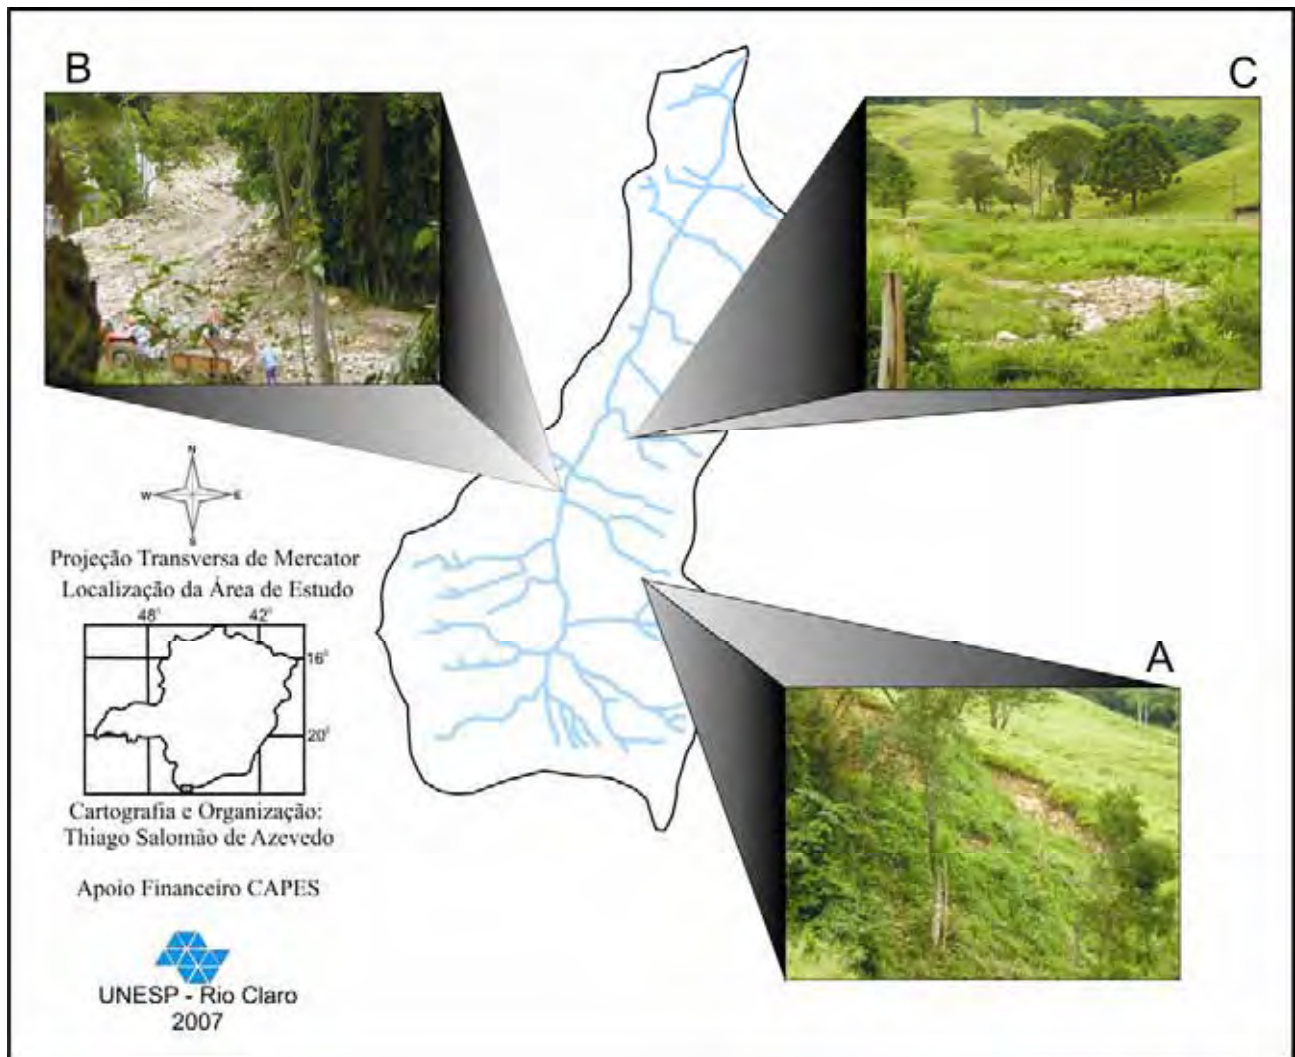 B
C
N
W
E
S
Projeção Transversa de Mercator
Localização da Área de Estudo
48°
42°
16°
20°
A
Cartografia e Organização:
Thiago Salomão de Azevedo
Apoio Financeiro CAPES
UNESP - Rio Claro
2007